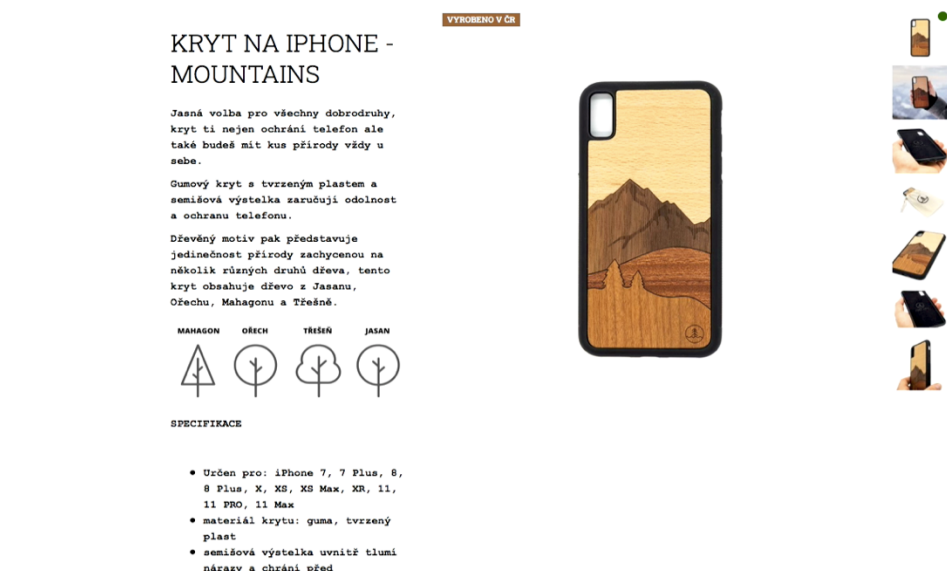 VYROBENO V ČR
KRYT NA IPHONE -
MOUNTAINS
Jasná volba pro všechny dobrodruhy,
kryt ti nejen ochrání telefon ale
také budeš mít kus přírody vždy u
sebe.
Gumový kryt s tvrzeným plastem a
semišová výstelka zaručují odolnost
a ochranu telefonu.
Dřevěný motiv pak představuje
jedinečnost přírody zachycenou na
několik různých druhů dřeva, tento
kryt obsahuje dřevo z Jasanu,
Ořechu, Mahagonu a Třešně.
MAHAGON OŘECH TŘEŠEŇ JASAN
SPECIFIKACE
Určen pro: iPhone 7, 7 Plus, 8,
8 Plus, X, XS, XS Max, XR, 11,
11 PRO, 11 Max
materiál krytu: guma, tvrzený
plast
semišová výstelka uvnitř tlumí
nárazy a chrání před